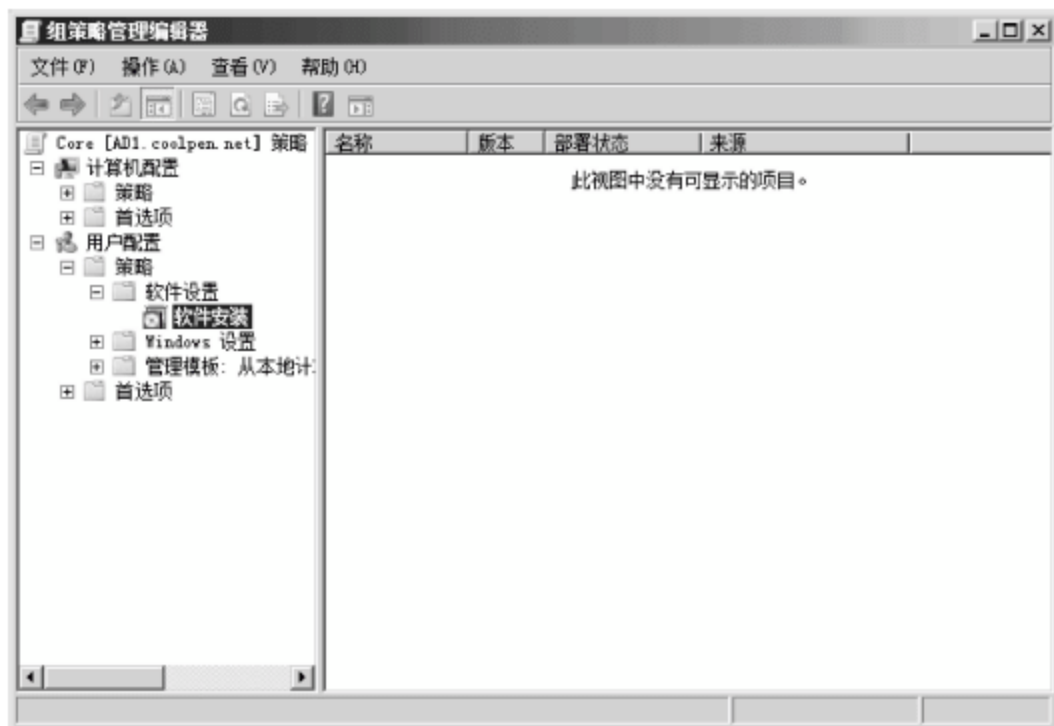 组策略管理编辑器
文件(F) 操作(A) 查看(V) 帮助(H)
Core [AD1.coolpen.net] 策略
计算机配置
策略
首选项
用户配置
策略
软件设置
软件安装
Windows 设置
管理模板: 从本地计
首选项
名称 版本 部署状态 来源
此视图中没有可显示的项目。